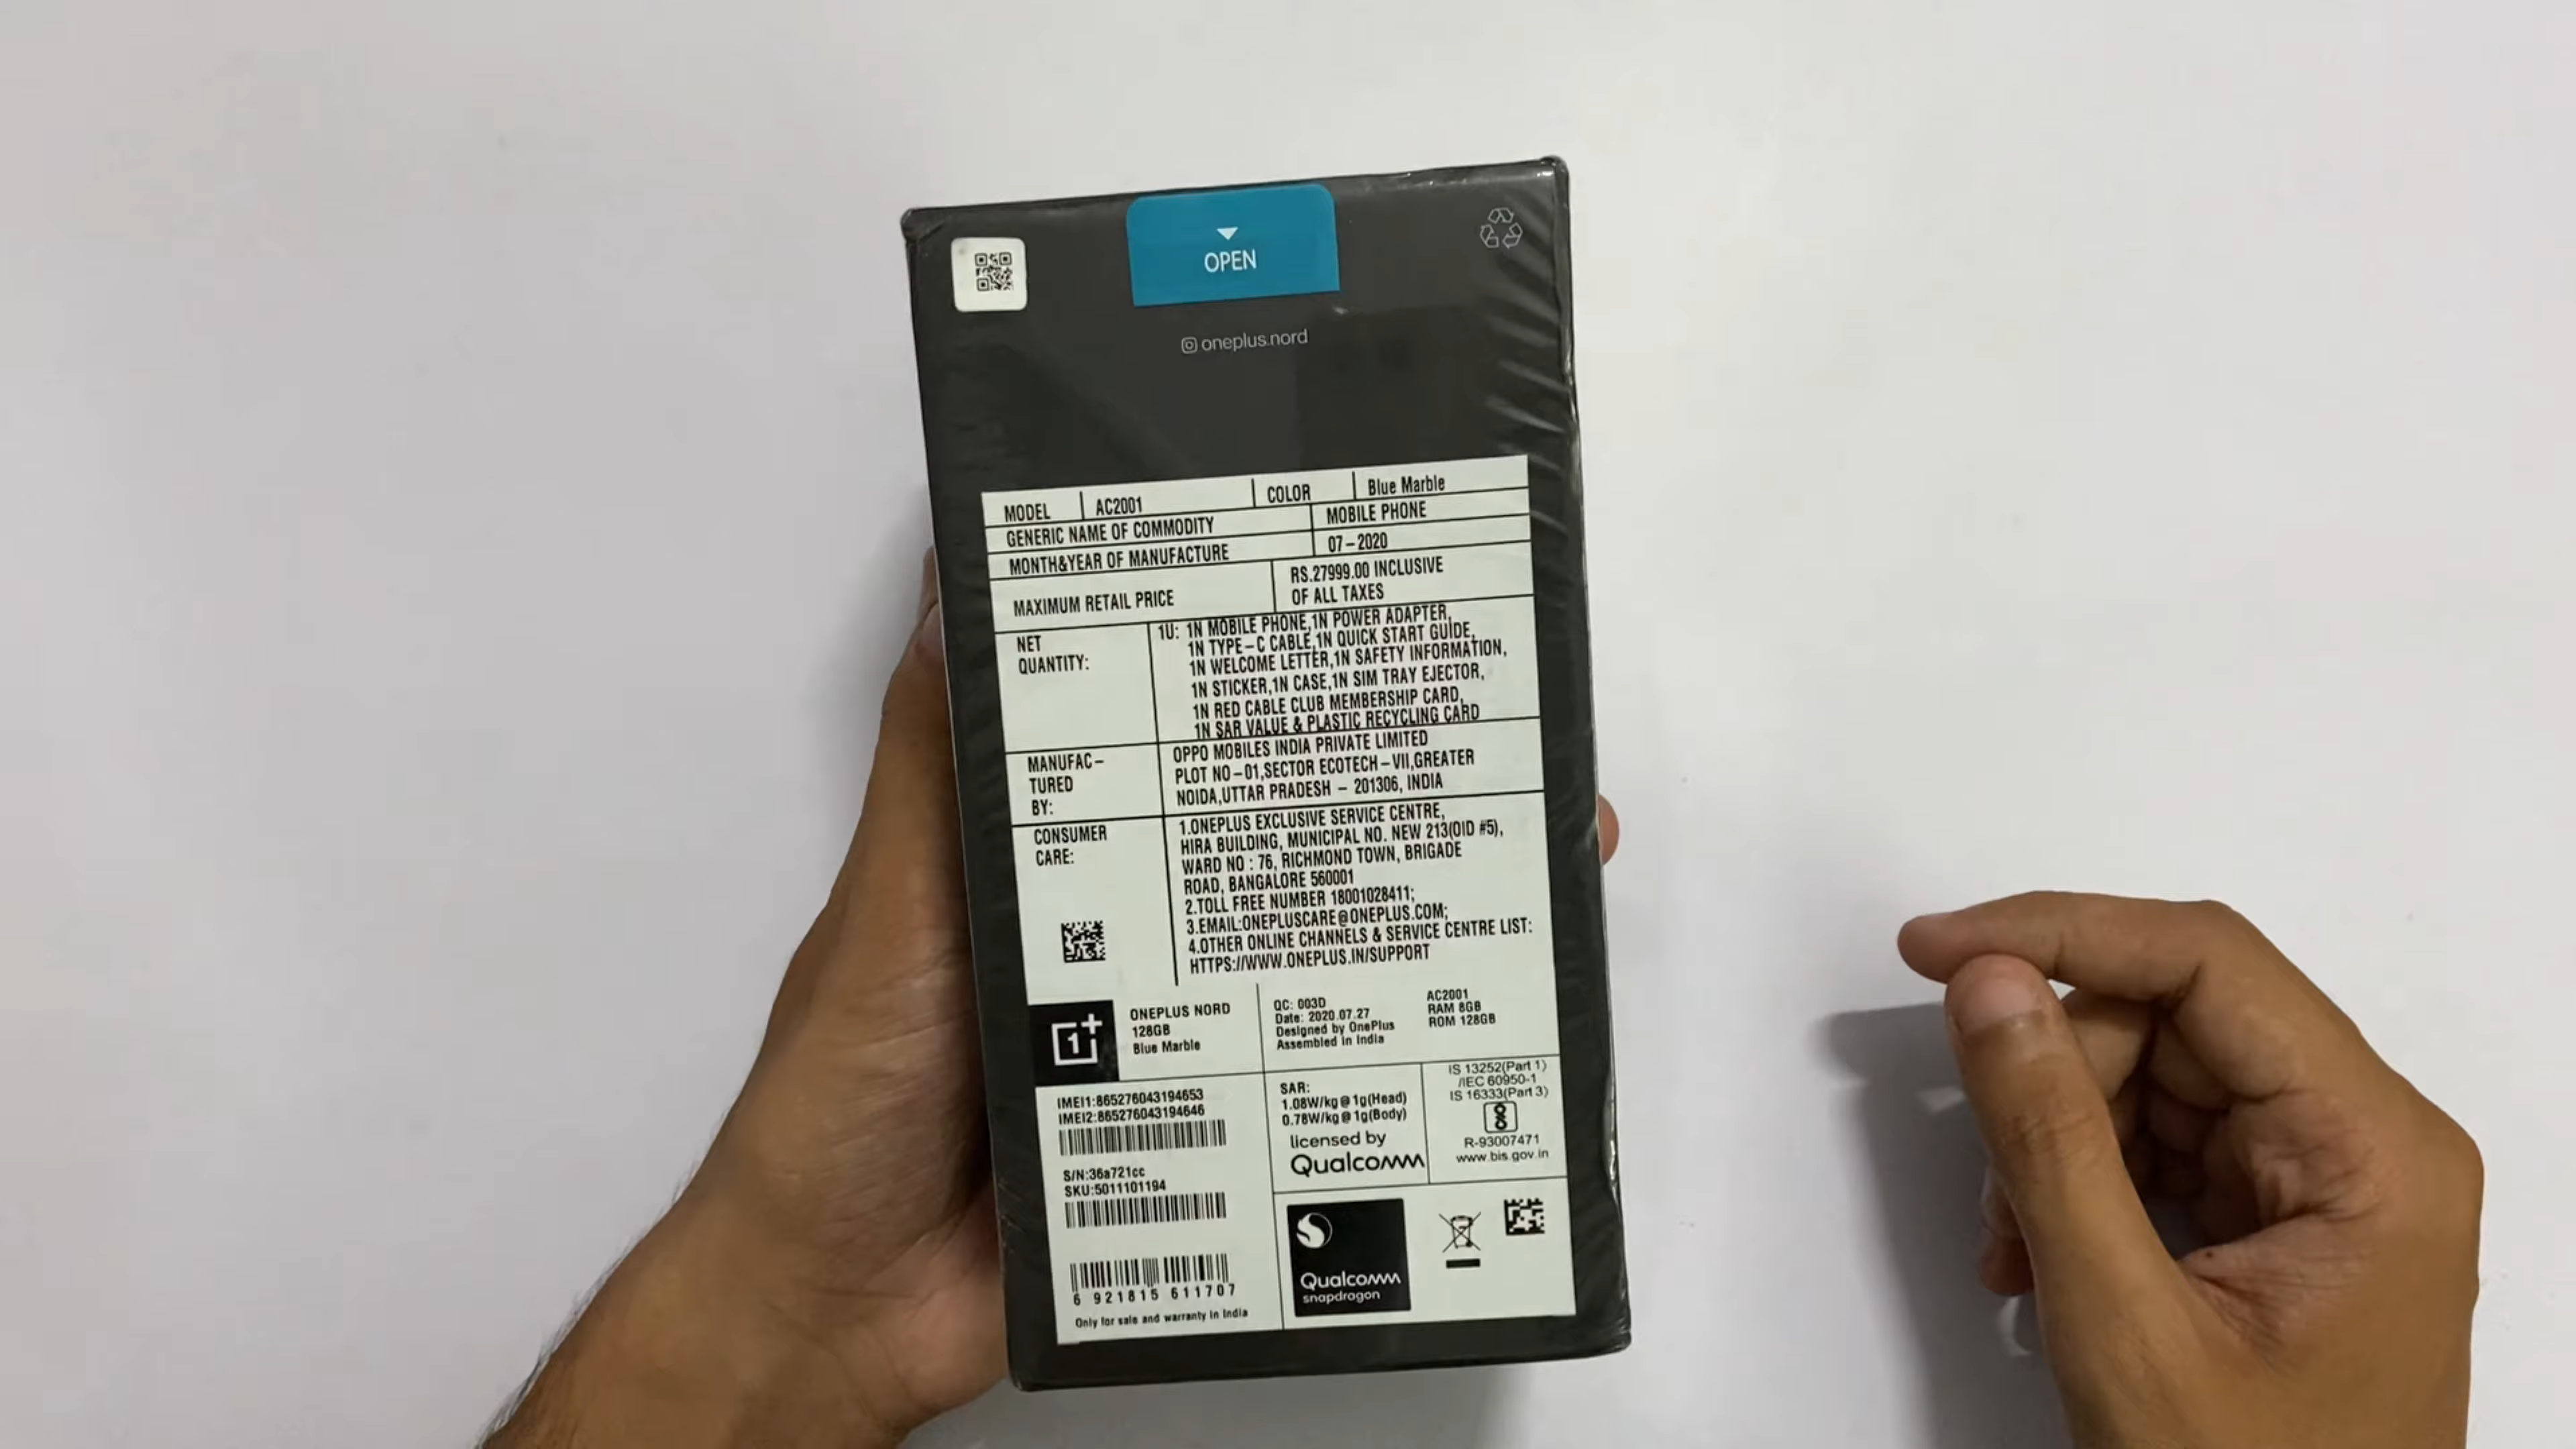 OPEN
oneplus.nord
MODEL AC2001 COLOR Blue Marble
GENERIC NAME OF COMMODITY MOBILE PHONE
MONTH&YEAR OF MANUFACTURE 07-2020
MAXIMUM RETAIL PRICE RS.27999.00 INCLUSIVE
OF ALL TAXES
NET
QUANTITY:
1U: 1N MOBILE PHONE,1N POWER ADAPTER,
1N TYPE-C CABLE,1N QUICK START GUIDE,
1N WELCOME LETTER,1N SAFETY INFORMATION,
1N STICKER,1N CASE,1N SIM TRAY EJECTOR,
1N RED CABLE CLUB MEMBERSHIP CARD,
1N SAR VALUE & PLASTIC RECYCLING CARD
MANUFAC-
TURED
BY:
OPPO MOBILES INDIA PRIVATE LIMITED
PLOT NO-01,SECTOR ECOTECH-VII,GREATER
NOIDA,UTTAR PRADESH - 201306, INDIA
CONSUMER
CARE:
1.ONEPLUS EXCLUSIVE SERVICE CENTRE,
HIRA BUILDING, MUNICIPAL NO. NEW 213(OlD #5),
WARD NO : 76, RICHMOND TOWN, BRIGADE
ROAD, BANGALORE 560001
2.TOLL FREE NUMBER 18001028411;
3.EMAIL:ONEPLUSCARE@ONEPLUS.COM;
4.OTHER ONLINE CHANNELS & SERVICE CENTRE LIST:
HTTPS://WWW.ONEPLUS.IN/SUPPORT
ONEPLUS NORD
128GB
Blue Marble
QC: 003D
Date: 2020.07.27
Designed by OnePlus
Assembled in India
AC2001
RAM 8GB
ROM 128GB
IMEI1:865276043194653
IMEI2:865276043194646
S/N:36a721cc
SKU:5011101194
6 921815 611707
Only for sale and warranty in India
SAR:
1.08W/kg@1g(Head)
0.78W/kg@1g(Body)
licensed by
Qualcomm
IS 13252(Part 1)
/IEC 60950-1
IS 16333(Part 3)
R-93007471
www.bis.gov.in
Qualcomm
snapdragon